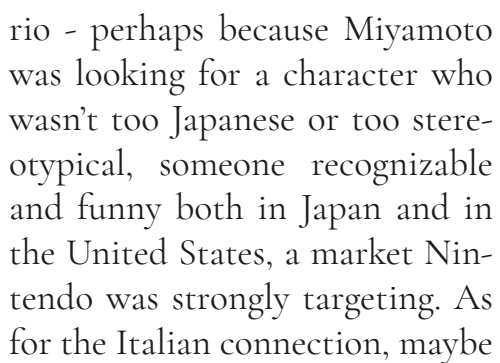 rio - perhaps because Miyamoto
was looking for a character who
wasn't too Japanese or too stere-
otypical, someone recognizable
and funny both in Japan and in
the United States, a market Nin-
tendo was strongly targeting. As
for the Italian connection, maybe